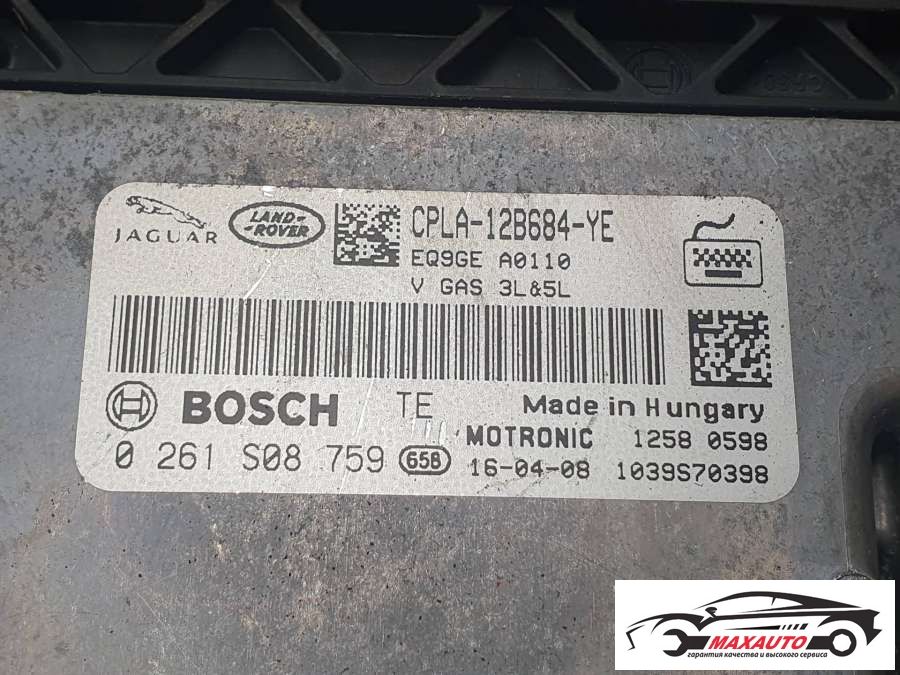 JAGUAR
LAND-
-ROVER
CPLA-12B684-YE
EQ9GE A0110
V GAS 3L&5L
BOSCH
TE
Made in Hungary
MOTRONIC
1258 0598
0 261 S08 759
65B
16-04-08
1039S70398
MAXAUTO
гарантия качества и высокого сервиса